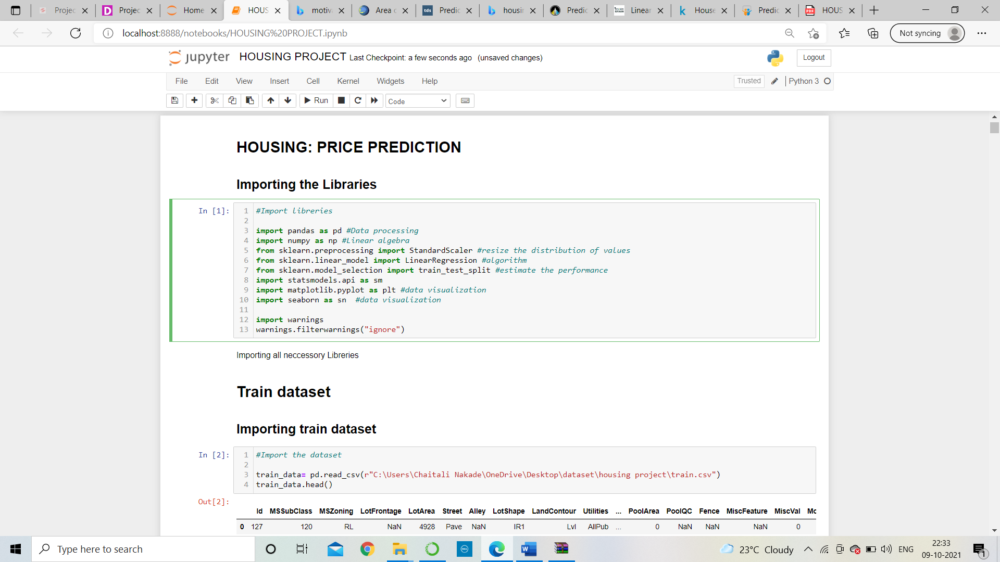 Projec
Projec
Home
HOUS
motiva
Area o
tds
Predic
housin
Predic
Linear
House
Predic
HOUS
localhost:8888/notebooks/HOUSING%20PROJECT.ipynb
Not syncing
jupyter HOUSING PROJECT Last Checkpoint: a few seconds ago (unsaved changes)
Logout
File Edit View Insert Cell Kernel Widgets Help
Trusted
Python 3
Run
Code
HOUSING: PRICE PREDICTION
Importing the Libraries
In [1]:
1 #Import libreries
2
3 import pandas as pd #Data processing
4 import numpy as np #Linear algebra
5 from sklearn.preprocessing import StandardScaler #resize the distribution of values
6 from sklearn.linear_model import LinearRegression #algorithm
7 from sklearn.model_selection import train_test_split #estimate the performance
8 import statsmodels.api as sm
9 import matplotlib.pyplot as plt #data visualization
10 import seaborn as sn  #data visualization
11
12 import warnings
13 warnings.filterwarnings("ignore")
Importing all neccessory Libreries
Train dataset
Importing train dataset
In [2]:
1 #Import the dataset
2
3 train_data= pd.read_csv(r"C:\Users\Chaitali Nakade\OneDrive\Desktop\dataset\housing project\train.csv")
4 train_data.head()
Out[2]:
Id MSSubClass MSZoning LotFrontage LotArea Street Alley LotShape LandContour Utilities ... PoolArea PoolQC Fence MiscFeature MiscVal Mc
0 127 120 RL NaN 4928 Pave NaN IR1 Lvl AllPub ... 0 NaN NaN NaN 0
Type here to search
23°C Cloudy
ENG
22:33
09-10-2021
1